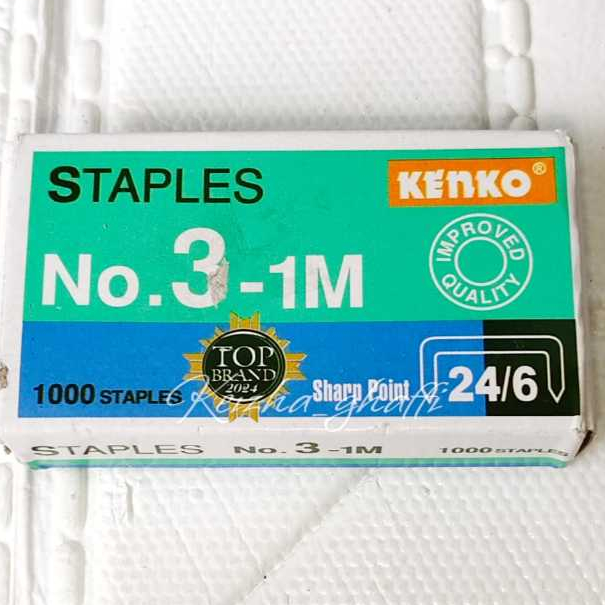 STAPLES
KENKO®
No.3-1M
IMPROVED QUALITY
TOP
BRAND
2024
1000 STAPLES
Sharp Point
24/6
STAPLES No. 3-1M 1000 STAPLES